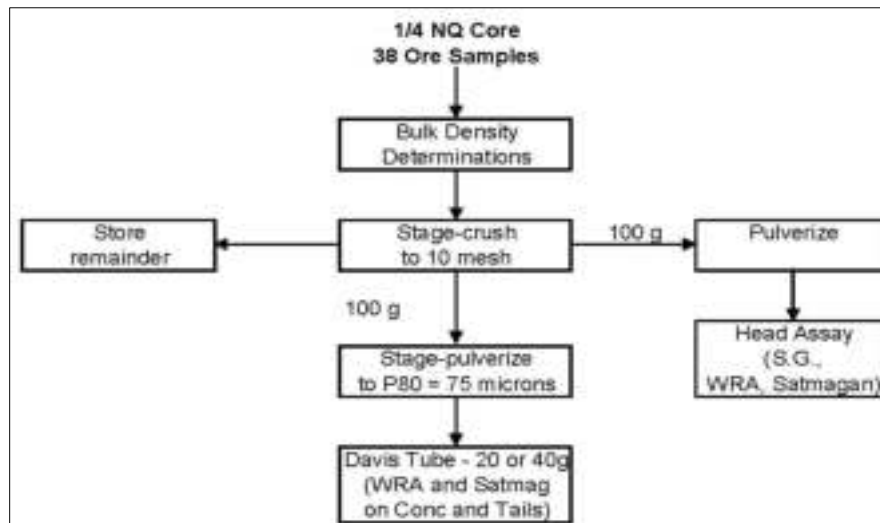 1/4 NQ Core
38 Ore Samples
Bulk Density
Determinations
Store
remainder
Stage-crush
to 10 mesh
100 g
Pulverize
100 g
Head Assay
(S.G.,
WRA, Satmagan)
Stage-pulverize
to P80 = 75 microns
Davis Tube - 20 or 40g
(WRA and Satmag
on Conc and Tails)